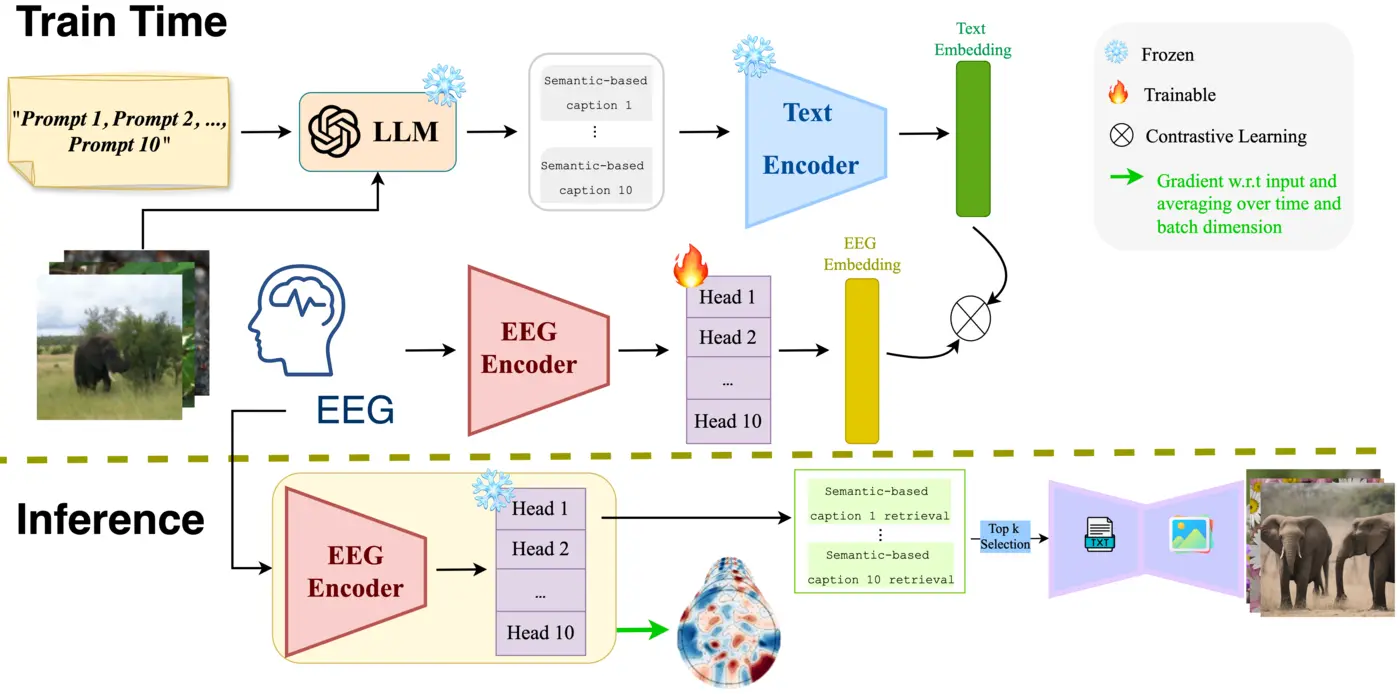 Train Time
"Prompt 1, Prompt 2, ...,
Prompt 10"
LLM
Semantic-based
caption 1
⋮
Semantic-based
caption 10
Text
Encoder
Text
Embedding
Frozen
Trainable
Contrastive Learning
Gradient w.r.t input and
averaging over time and
batch dimension
EEG
EEG
Encoder
Head 1
Head 2
...
Head 10
EEG
Embedding
Inference
EEG
Encoder
Head 1
Head 2
...
Head 10
Semantic-based
caption 1 retrieval
⋮
Semantic-based
caption 10 retrieval
Top k
Selection
TXT